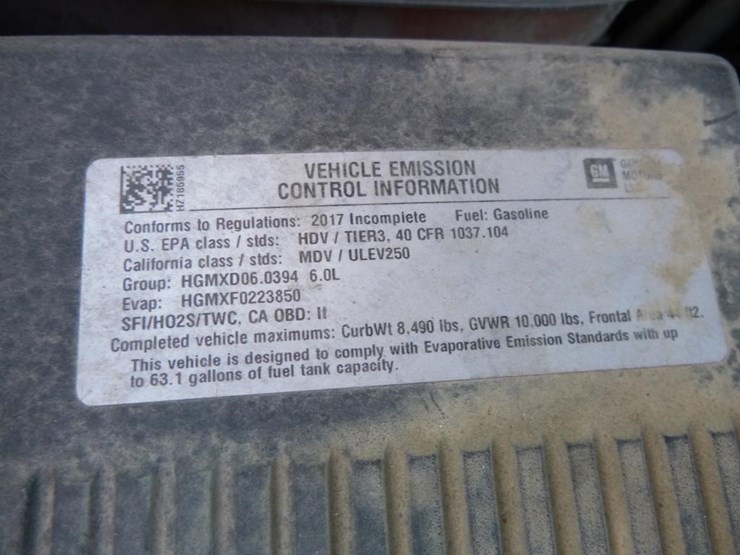 HZ185955
VEHICLE EMISSION
CONTROL INFORMATION
GM
Conforms to Regulations: 2017 Incomplete Fuel: Gasoline
U.S. EPA class / stds: HDV / TIER3, 40 CFR 1037.104
California class / stds: MDV / ULEV250
Group: HGMXD06.0394 6.0L
Evap: HGMXF0223850
SFI/HO2S/TWC, CA OBD: II
Completed vehicle maximums: CurbWt 8,490 lbs, GVWR 10,000 lbs, Frontal
This vehicle is designed to comply with Evaporative Emission Standards with up
to 63.1 gallons of fuel tank capacity.